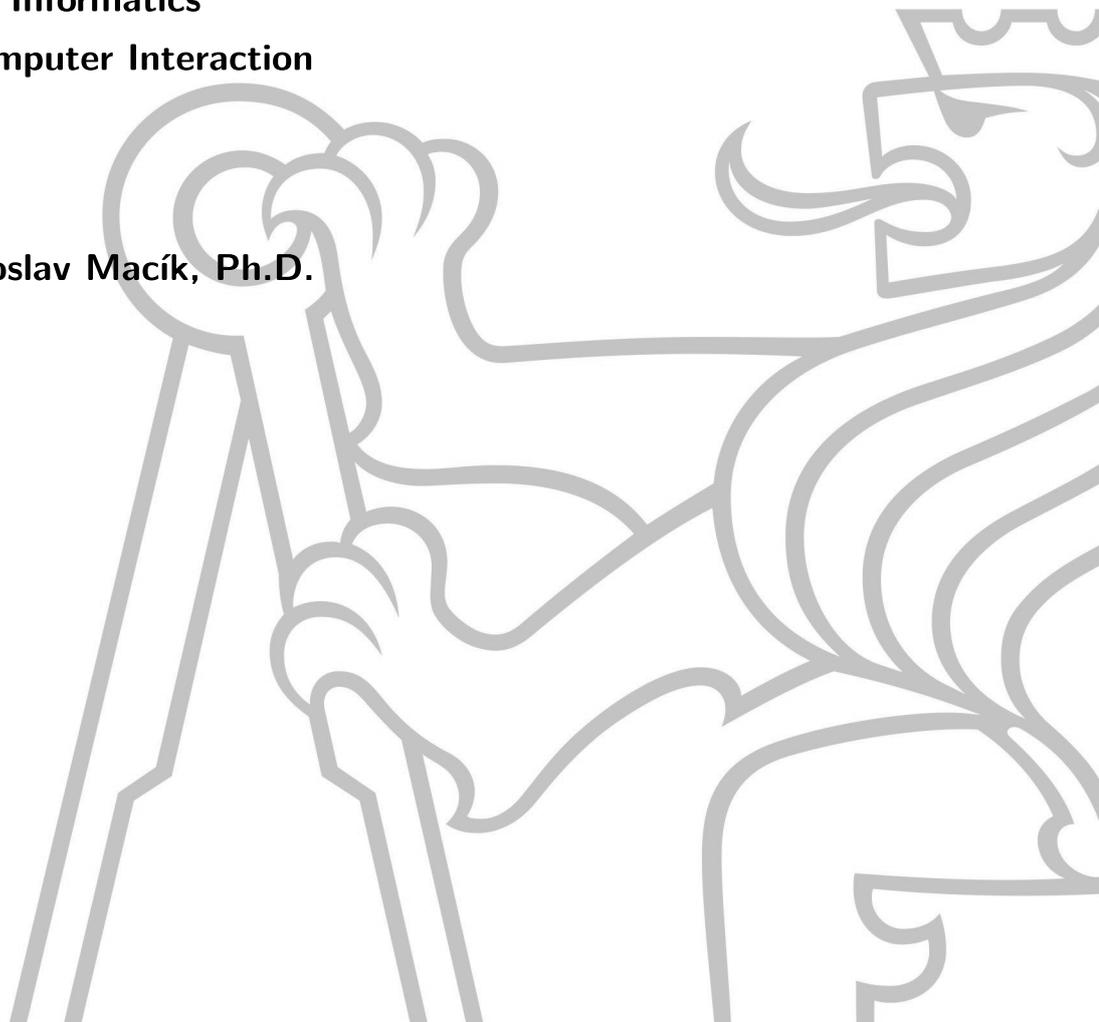 Informatics
mputer Interaction
oslav Macík, Ph.D.